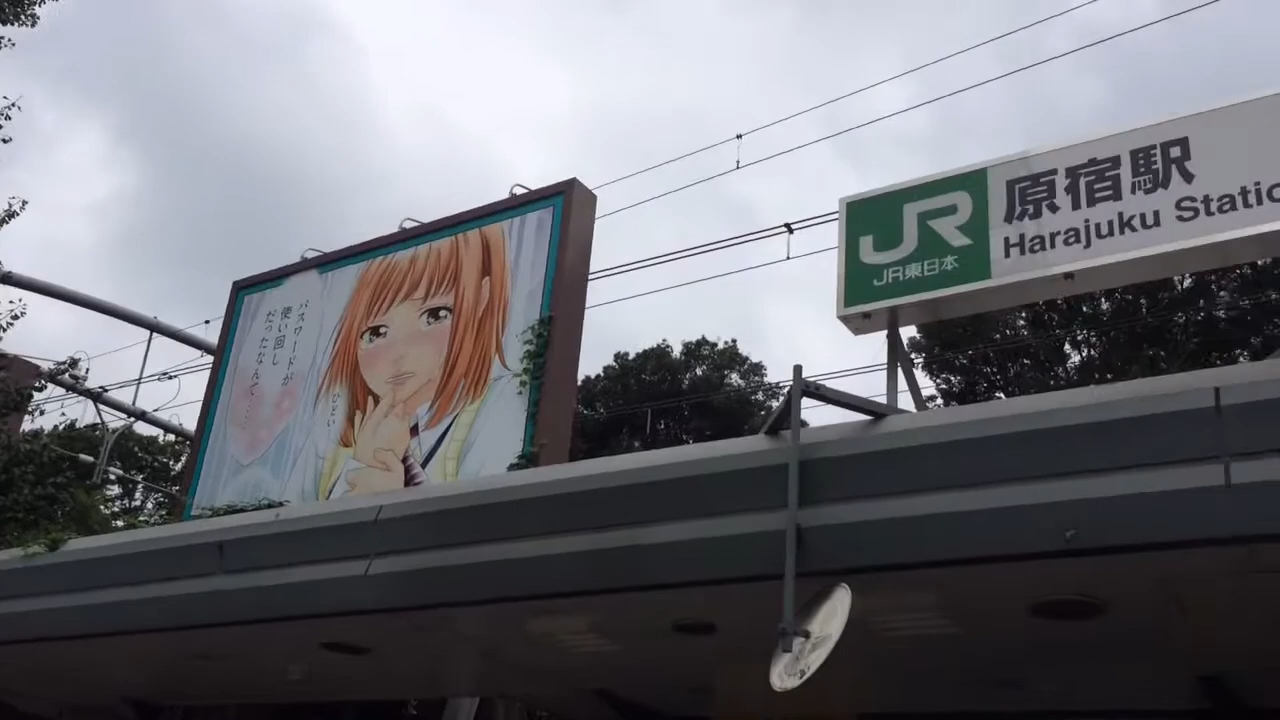 パスワードが
使い回し
だったなんて……
ひどい
JR
JR東日本
原宿駅
Harajuku Statio